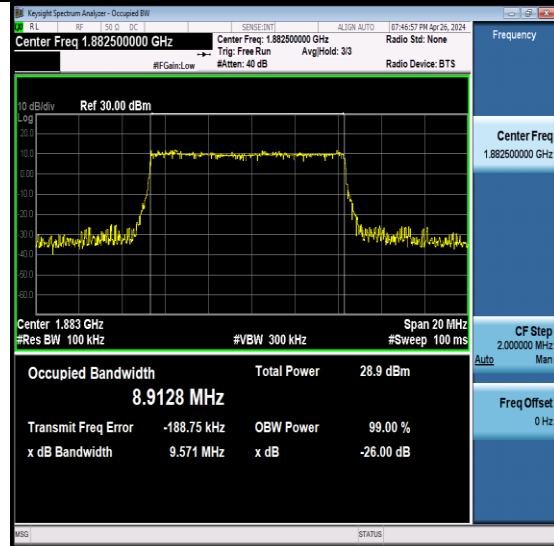 Keysight Spectrum Analyzer - Occupied BW
RL RF 50 Ω DC SENSE:INT ALIGN AUTO 07:46:57 PM Apr 26, 2024
Center Freq 1.882500000 GHz
Center Freq: 1.882500000 GHz Radio Std: None
Trig: Free Run Avg|Hold: 3/3
#IFGain:Low #Atten: 40 dB Radio Device: BTS
Frequency
10 dB/div Ref 30.00 dBm
Log
20.0
10.0
0.00
-10.0
-20.0
-30.0
-40.0
-50.0
-60.0
Center Freq
1.882500000 GHz
Center 1.883 GHz Span 20 MHz
#Res BW 100 kHz #VBW 300 kHz #Sweep 100 ms
CF Step
2.000000 MHz
Auto Man
Occupied Bandwidth Total Power 28.9 dBm
8.9128 MHz
Transmit Freq Error -188.75 kHz OBW Power 99.00 %
x dB Bandwidth 9.571 MHz x dB -26.00 dB
Freq Offset
0 Hz
MSG STATUS